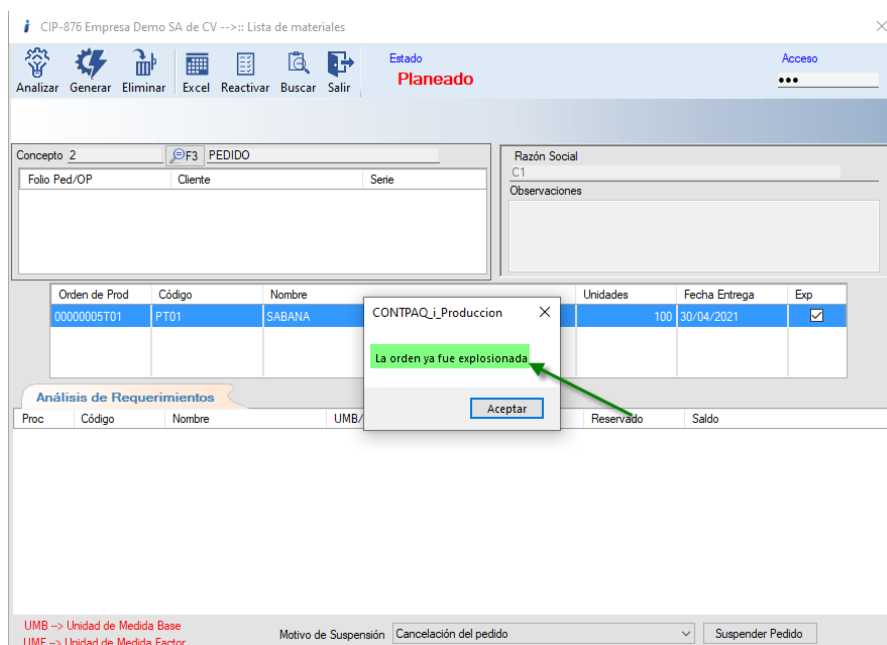 CIP-876 Empresa Demo SA de CV -->:: Lista de materiales
Analizar Generar Eliminar Excel Reactivar Buscar Salir
Estado
Planeado
Acceso
•••
Concepto 2 F3 PEDIDO
Folio Ped/OP Cliente Serie
Razón Social
C1
Observaciones
Orden de Prod Código Nombre Unidades Fecha Entrega Exp
00000005T01 PT01 SABANA 100 30/04/2021
CONTPAQ_i_Produccion
La orden ya fue explosionada
Aceptar
Análisis de Requerimientos
Proc Código Nombre UMB/ Reservado Saldo
UMB --> Unidad de Medida Base
UMF --> Unidad de Medida Factor
Motivo de Suspensión Cancelación del pedido Suspender Pedido